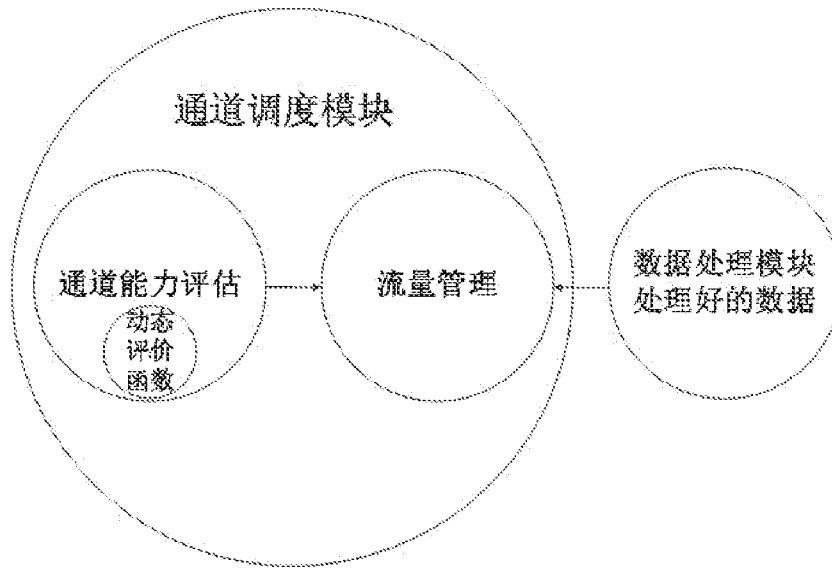 通道调度模块
通道能力评估
动态
评价
函数
流量管理
数据处理模块
处理好的数据